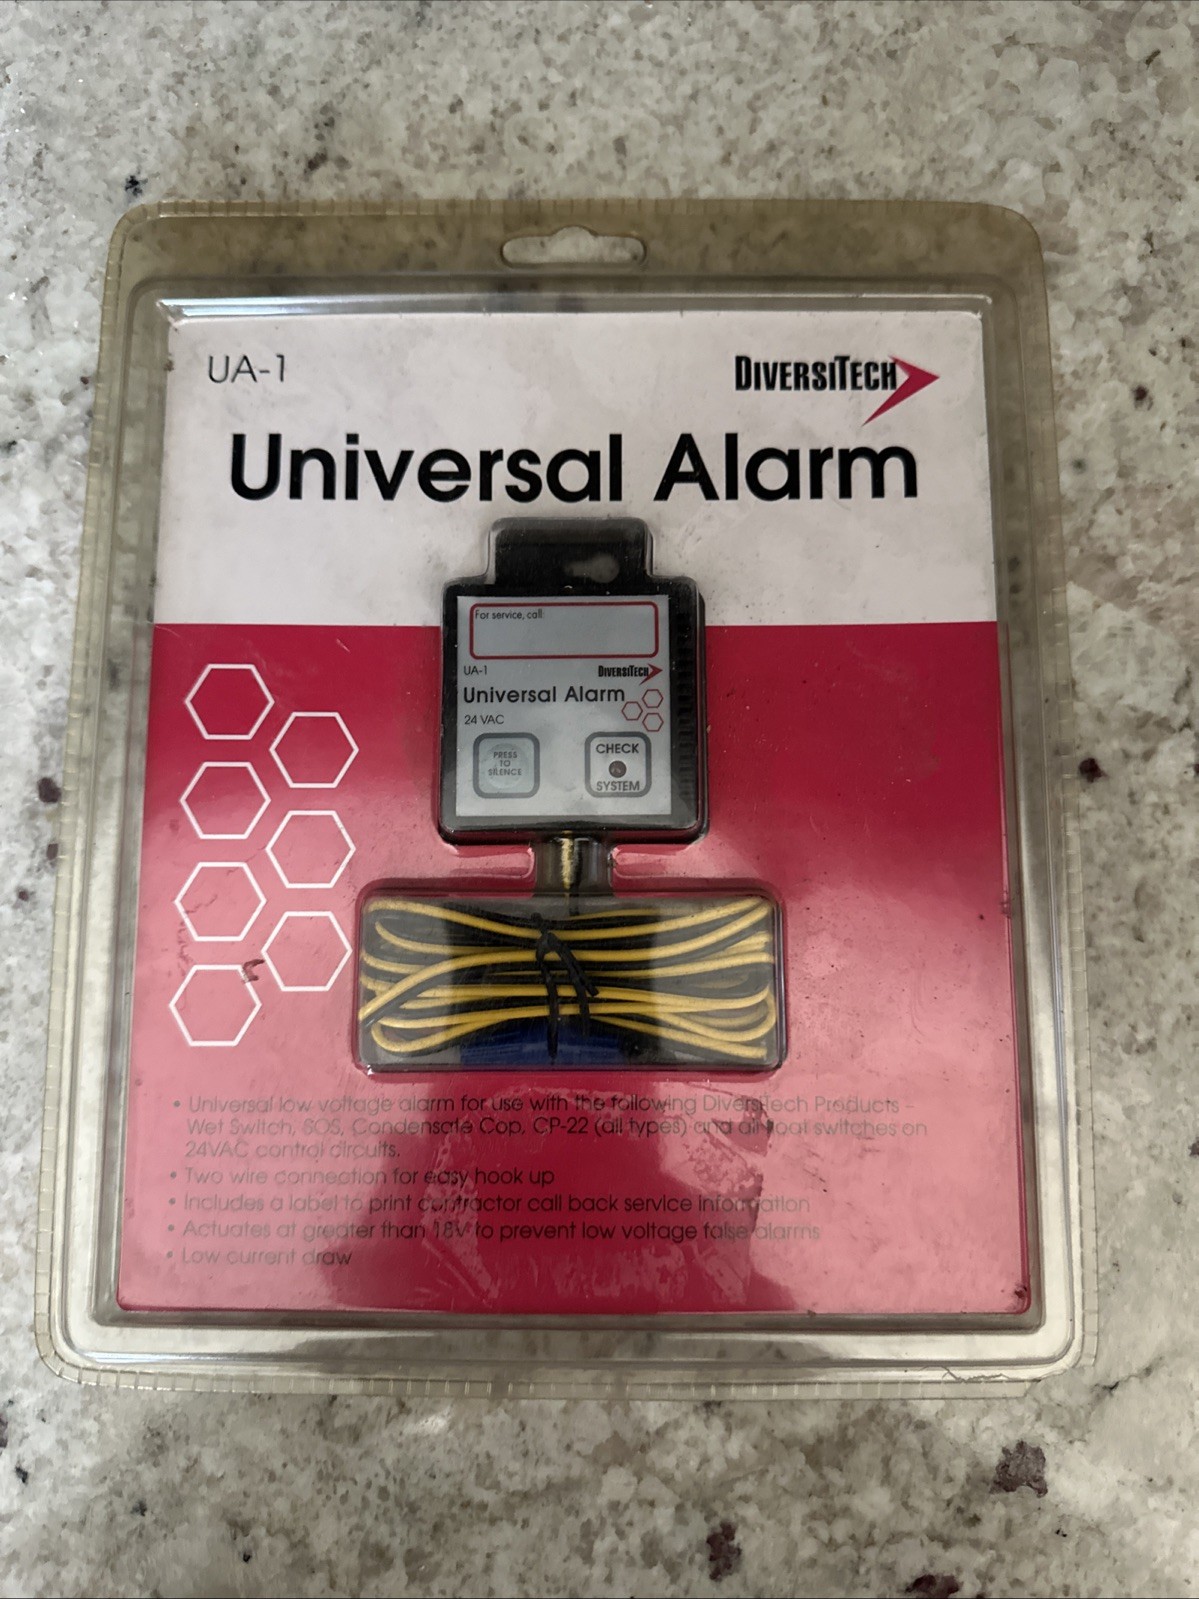 UA-1
DIVERSITECH
Universal Alarm
For service, call:
UA-1
DIVERSITECH
Universal Alarm
24 VAC
PRESS
TO
SILENCE
CHECK
SYSTEM
• Universal low voltage alarm for use with the following DiversiTech Products –
Wet Switch, SOS, Condensate Cop, CP-22 (all types) and all float switches on
24VAC control circuits.
• Two wire connection for easy hook up
• Includes a label to print contractor call back service information
• Actuates at greater than 18V to prevent low voltage false alarms
• Low current draw